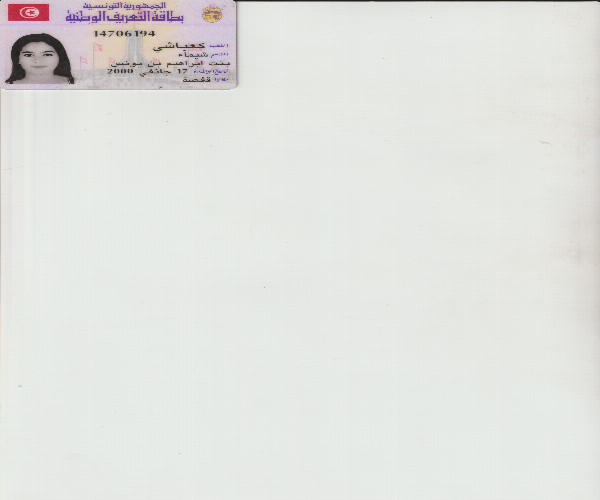 الجمهورية التونسية
بطاقة التعريف الوطنية
14706194
اللقب كعباشي
الاسم شيماء
بنت ابراهيم بن يونس
تاريخ الولادة 17 جانفي 2000
مكانها قفصة